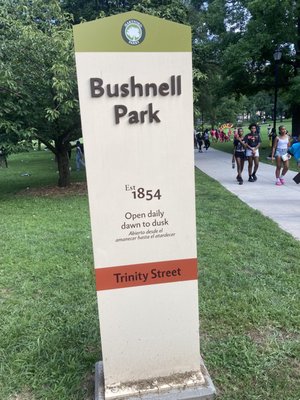 Bushnell
Park
Est 1854
Open daily
dawn to dusk
Abierto desde el
amanecer hasta el atardecer
Trinity Street